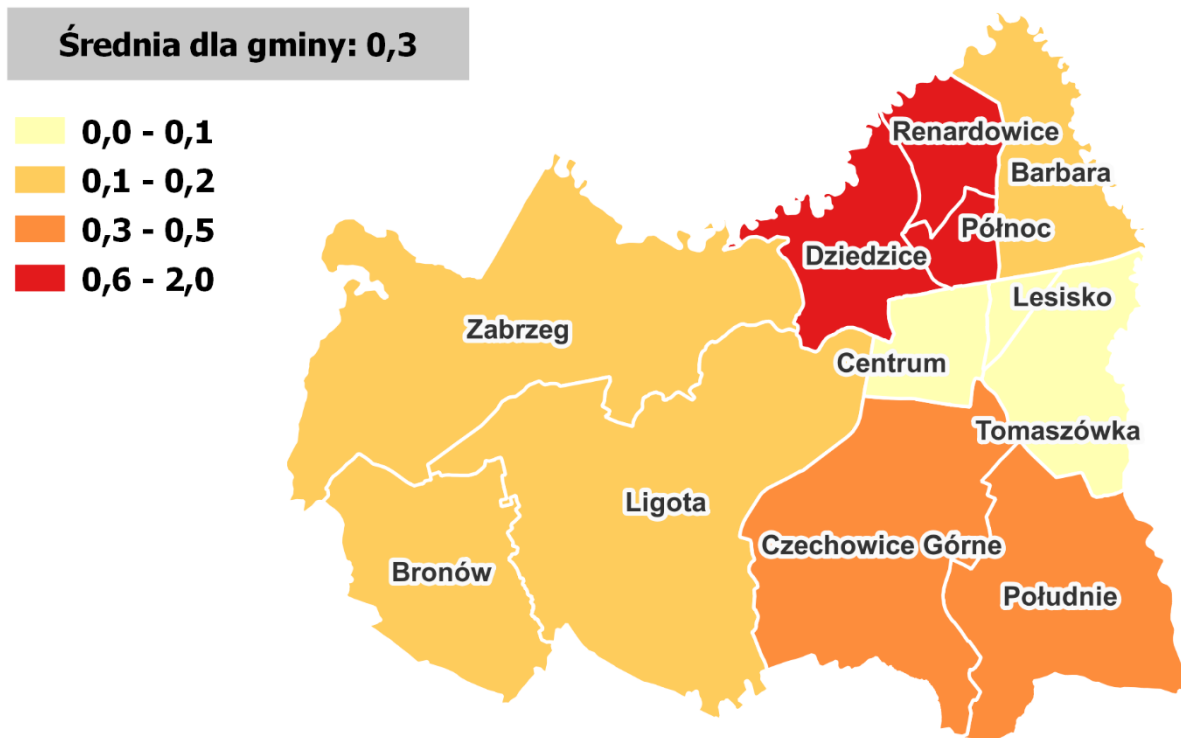 Średnia dla gminy: 0,3
0,0 - 0,1
0,1 - 0,2
0,3 - 0,5
0,6 - 2,0
Renardowice
Barbara
Północ
Dziedzice
Lesisko
Zabrzeg
Centrum
Tomaszówka
Ligota
Czechowice Górne
Bronów
Południe